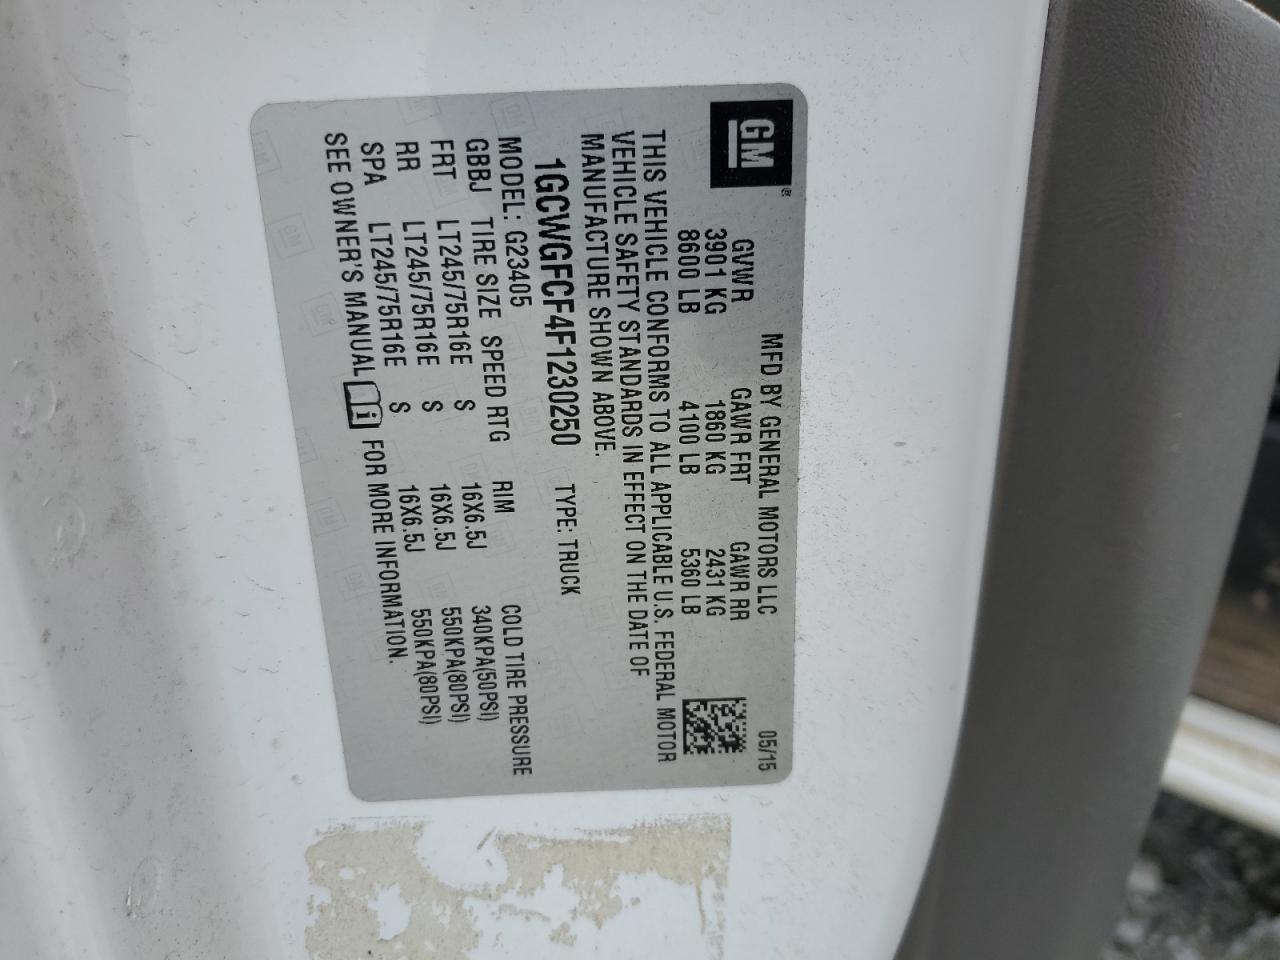 GM®
MFD BY GENERAL MOTORS LLC 05/15
GVWR GAWR FRT GAWR RR
3901 KG 1860 KG 2431 KG
8600 LB 4100 LB 5360 LB
THIS VEHICLE CONFORMS TO ALL APPLICABLE U.S. FEDERAL MOTOR
VEHICLE SAFETY STANDARDS IN EFFECT ON THE DATE OF
MANUFACTURE SHOWN ABOVE.
1GCWGFCF4F1230250 TYPE: TRUCK
MODEL: G23405
GBBJ TIRE SIZE SPEED RTG RIM COLD TIRE PRESSURE
FRT LT245/75R16E S 16X6.5J 340KPA(50PSI)
RR LT245/75R16E S 16X6.5J 550KPA(80PSI)
SPA LT245/75R16E S 16X6.5J 550KPA(80PSI)
SEE OWNER'S MANUAL i FOR MORE INFORMATION.